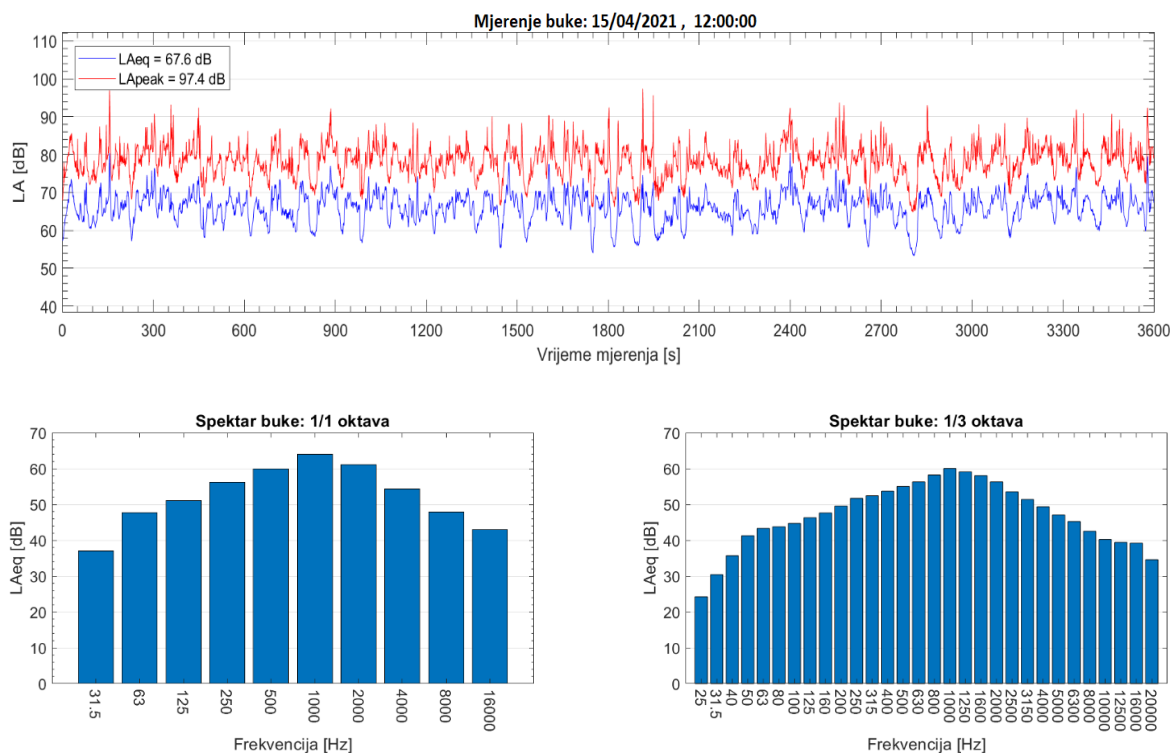 Mjerenje buke: 15/04/2021 , 12:00:00
LAeq = 67.6 dB
LApeak = 97.4 dB
LA [dB]
110
100
90
80
70
60
50
40
0 300 600 900 1200 1500 1800 2100 2400 2700 3000 3300 3600
Vrijeme mjerenja [s]
Spektar buke: 1/1 oktava
LAeq [dB]
70
60
50
40
30
20
10
0
31.5 63 125 250 500 1000 2000 4000 8000 16000
Frekvencija [Hz]
Spektar buke: 1/3 oktava
LAeq [dB]
70
60
50
40
30
20
10
0
25 31.5 40 50 63 80 100 125 160 200 250 315 400 500 630 800 1000 1250 1600 2000 2500 3150 4000 5000 6300 8000 10000 12500 16000 20000
Frekvencija [Hz]